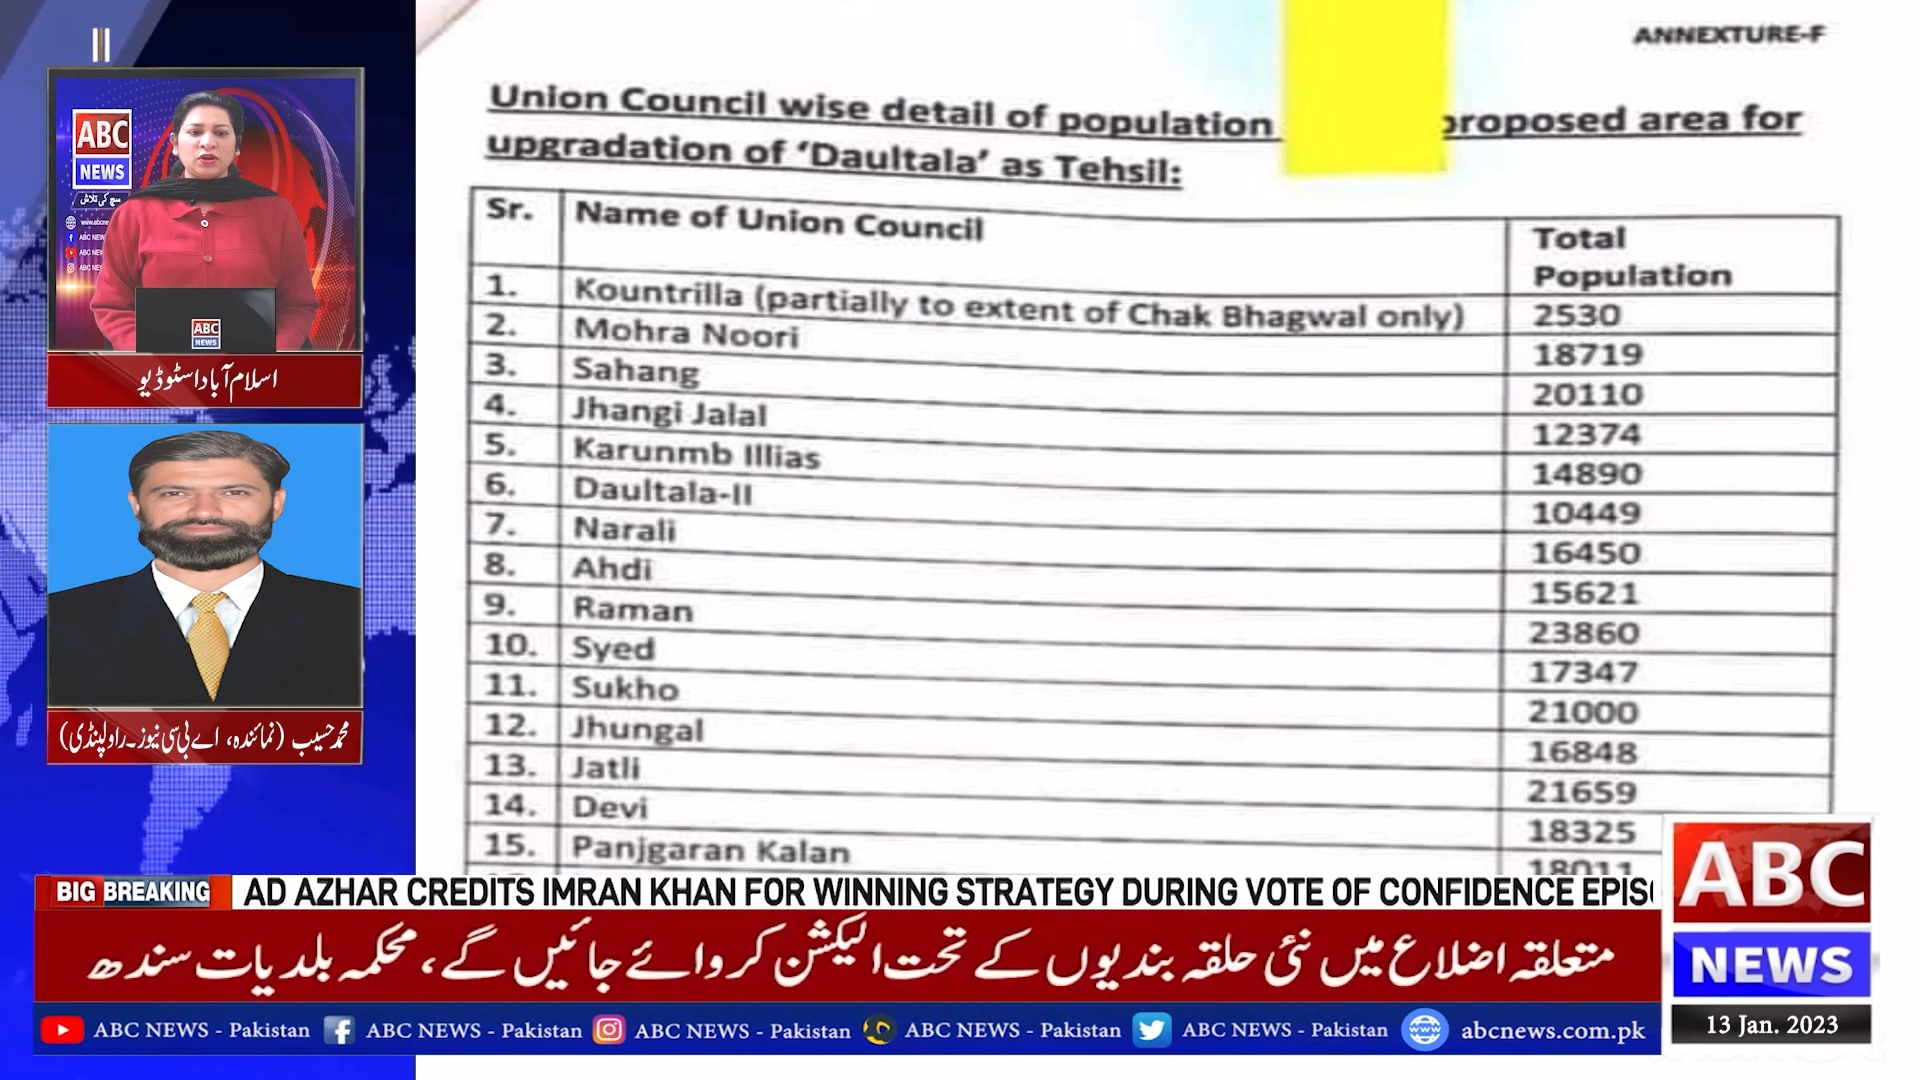 ANNEXTURE-F
Union Council wise detail of population proposed area for
upgradation of ‘Daultala’ as Tehsil:
Sr. Name of Union Council Total Population
1. Kountrilla (partially to extent of Chak Bhagwal only) 2530
2. Mohra Noori 18719
3. Sahang 20110
4. Jhangi Jalal 12374
5. Karunmb Illias 14890
6. Daultala-II 10449
7. Narali 16450
8. Ahdi 15621
9. Raman 23860
10. Syed 17347
11. Sukho 21000
12. Jhungal 16848
13. Jatli 21659
14. Devi 18325
15. Panjgaran Kalan 18011
ABC
NEWS
سچ کی تلاش
ABC
NEWS
اسلام آباد اسٹوڈیو
محمد حسیب (نمائندہ، اے بی سی نیوز۔راولپنڈی)
BIG BREAKING
AD AZHAR CREDITS IMRAN KHAN FOR WINNING STRATEGY DURING VOTE OF CONFIDENCE EPIS
متعلقہ اضلاع میں نئی حلقہ بندیوں کے تحت الیکشن کروائے جائیں گے، محکمہ بلدیات سندھ
ABC NEWS - Pakistan ABC NEWS - Pakistan ABC NEWS - Pakistan ABC NEWS - Pakistan ABC NEWS - Pakistan abcnews.com.pk
ABC
NEWS
13 Jan. 2023